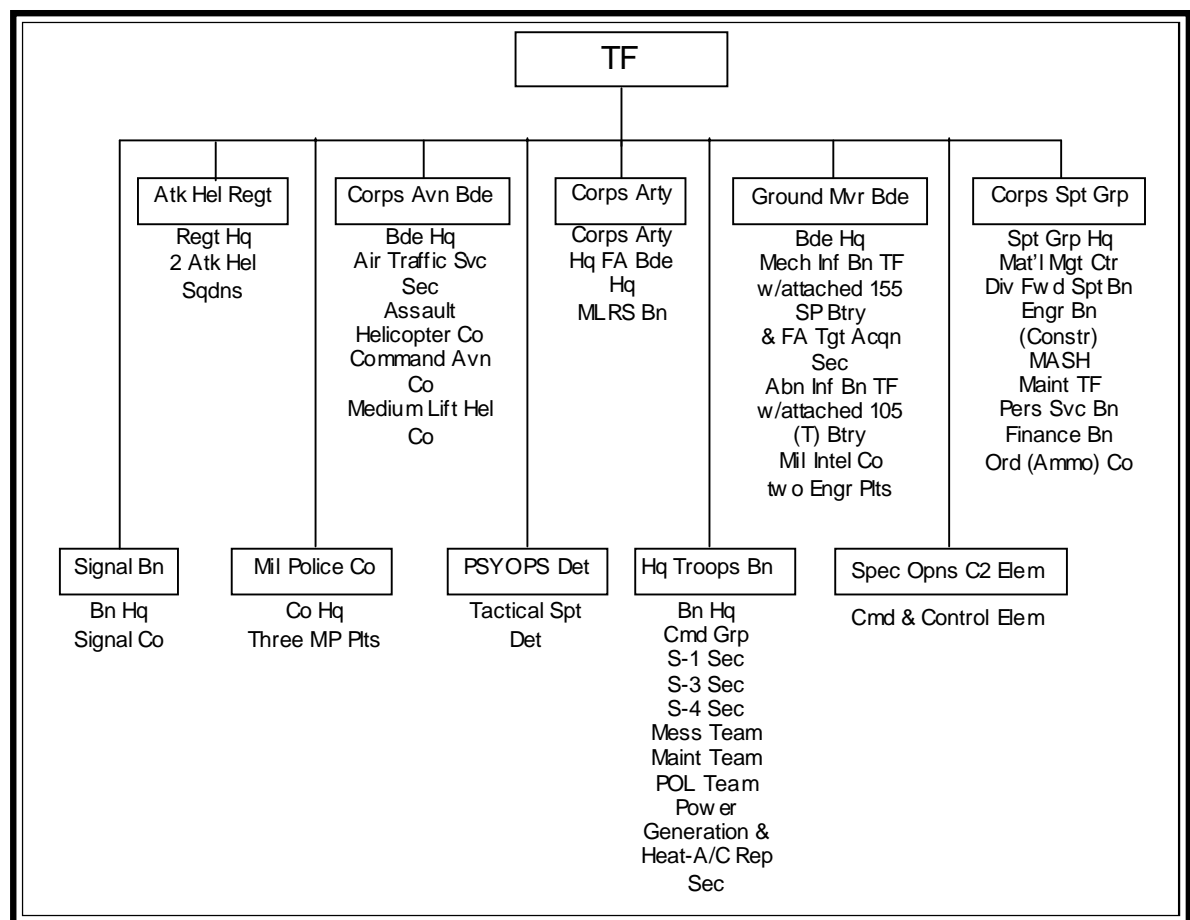 TF
Atk Hel Regt
Regt Hq
2 Atk Hel
Sqdns
Corps Avn Bde
Bde Hq
Air Traffic Svc
Sec
Assault
Helicopter Co
Command Avn
Co
Medium Lift Hel
Co
Corps Arty
Corps Arty
Hq FA Bde
Hq
MLRS Bn
Ground Mvr Bde
Bde Hq
Mech Inf Bn TF
w/attached 155
SP Btry
& FA Tgt Acqn
Sec
Abn Inf Bn TF
w/attached 105
(T) Btry
Mil Intel Co
two Engr Plts
Corps Spt Grp
Spt Grp Hq
Mat'l Mgt Ctr
Div Fwd Spt Bn
Engr Bn
(Constr)
MASH
Maint TF
Pers Svc Bn
Finance Bn
Ord (Ammo) Co
Signal Bn
Bn Hq
Signal Co
Mil Police Co
Co Hq
Three MP Plts
PSYOPS Det
Tactical Spt
Det
Hq Troops Bn
Bn Hq
Cmd Grp
S-1 Sec
S-3 Sec
S-4 Sec
Mess Team
Maint Team
POL Team
Power
Generation &
Heat-A/C Rep
Sec
Spec Opns C2 Elem
Cmd & Control Elem